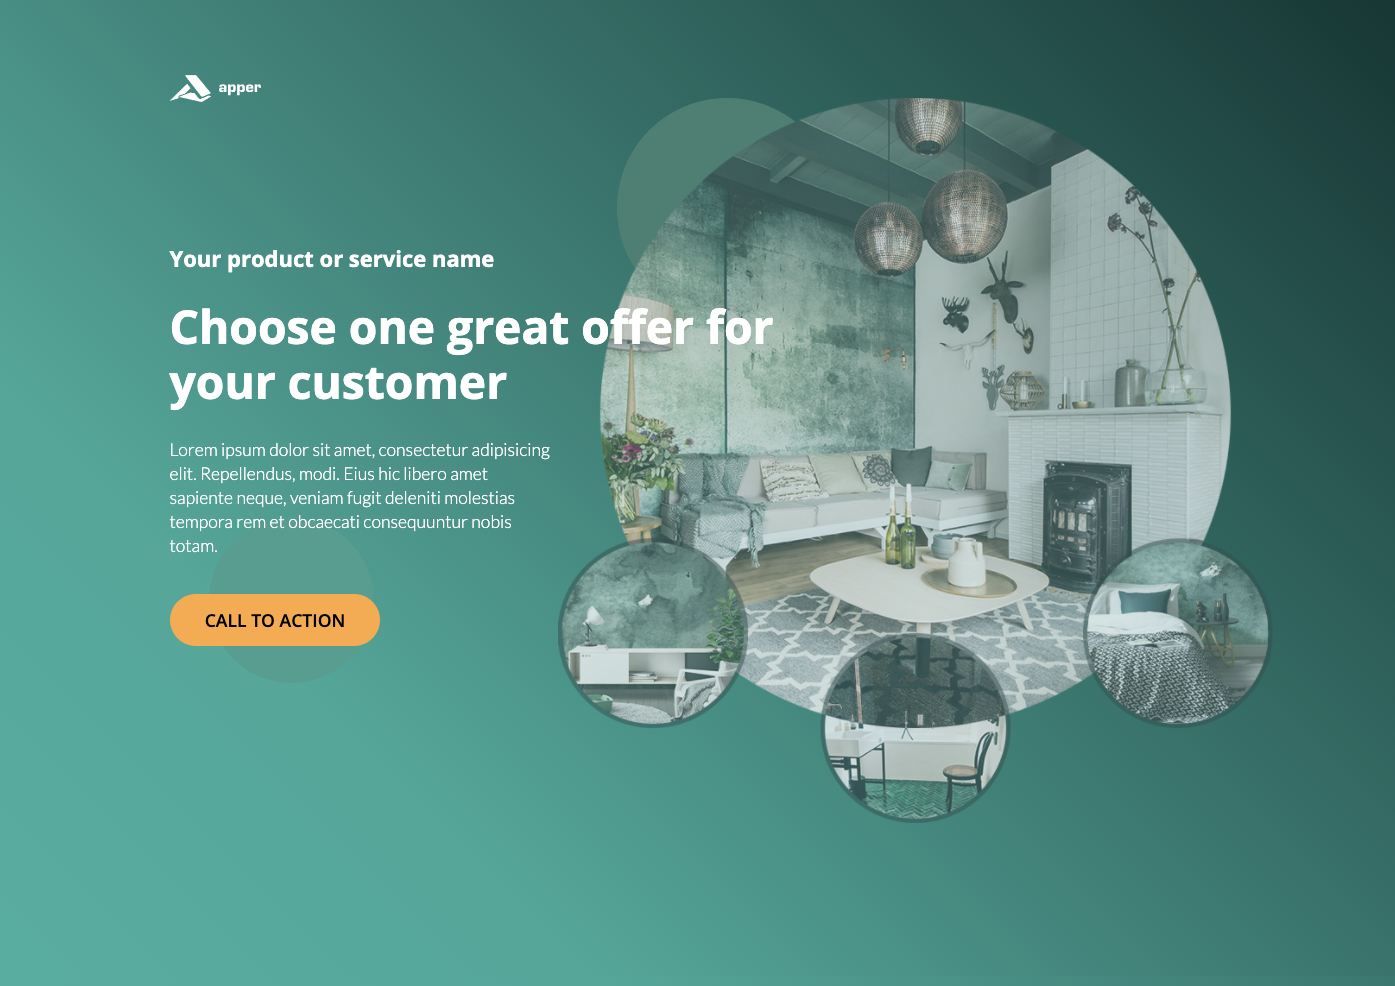 apper
Your product or service name
Choose one great offer for
your customer
Lorem ipsum dolor sit amet, consectetur adipisicing
elit. Repellendus, modi. Eius hic libero amet
sapiente neque, veniam fugit deleniti molestias
tempora rem et obcaecati consequuntur nobis
totam.
CALL TO ACTION